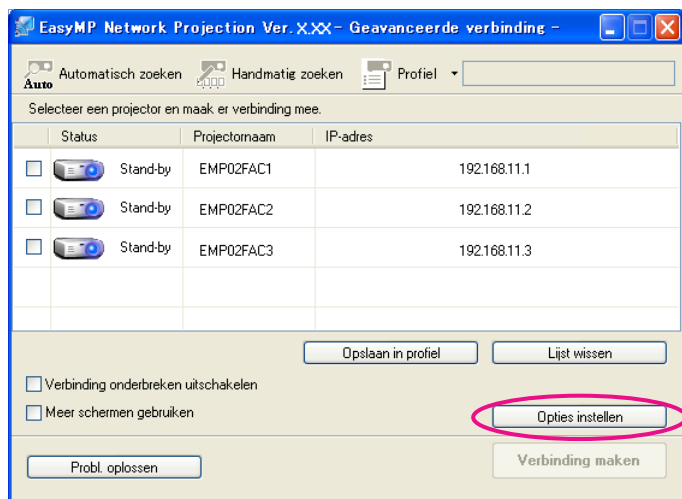 EasyMP Network Projection Ver. X.XX - Geavanceerde verbinding -
Auto Automatisch zoeken Handmatig zoeken Profiel
Selecteer een projector en maak er verbinding mee.
Status Projectornaam IP-adres
Stand-by EMP02FAC1 192.168.11.1
Stand-by EMP02FAC2 192.168.11.2
Stand-by EMP02FAC3 192.168.11.3
Opslaan in profiel Lijst wissen
Verbinding onderbreken uitschakelen
Meer schermen gebruiken Opties instellen
Probl. oplossen Verbinding maken